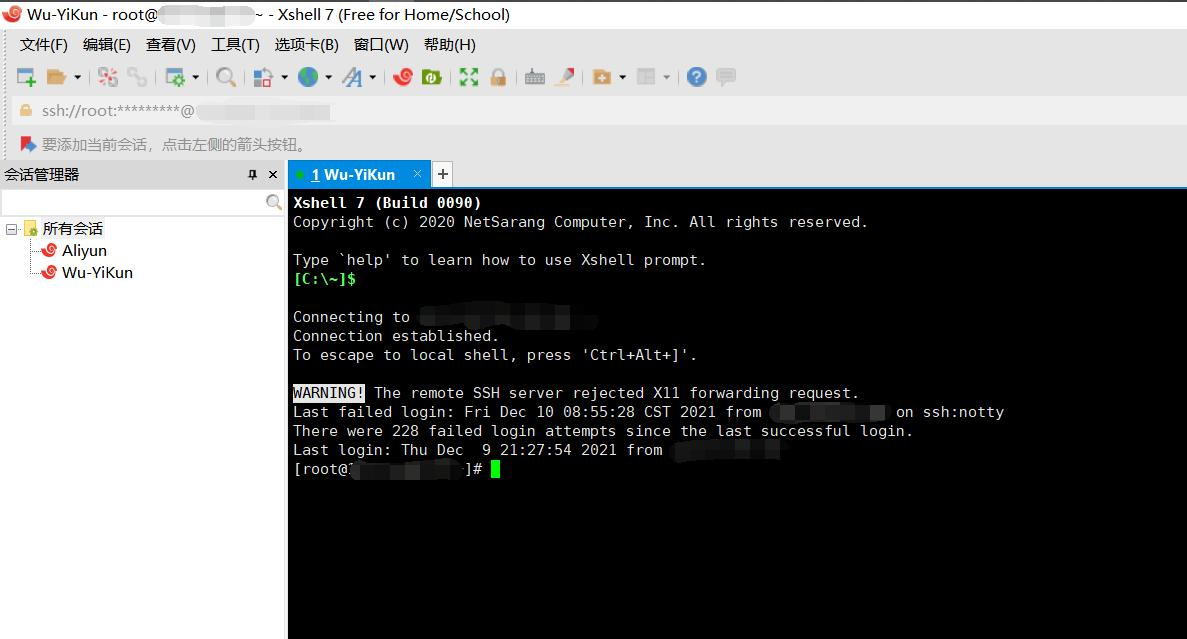 Wu-YiKun - root@ ~ - Xshell 7 (Free for Home/School)
文件(F) 编辑(E) 查看(V) 工具(T) 选项卡(B) 窗口(W) 帮助(H)
ssh://root:*********@
要添加当前会话，点击左侧的箭头按钮。
会话管理器
1 Wu-YiKun
所有会话
Aliyun
Wu-YiKun
Xshell 7 (Build 0090)
Copyright (c) 2020 NetSarang Computer, Inc. All rights reserved.
Type `help' to learn how to use Xshell prompt.
[C:\~]$
Connecting to
Connection established.
To escape to local shell, press 'Ctrl+Alt+]'.
WARNING! The remote SSH server rejected X11 forwarding request.
Last failed login: Fri Dec 10 08:55:28 CST 2021 from on ssh:notty
There were 228 failed login attempts since the last successful login.
Last login: Thu Dec  9 21:27:54 2021 from
[root@ ]#